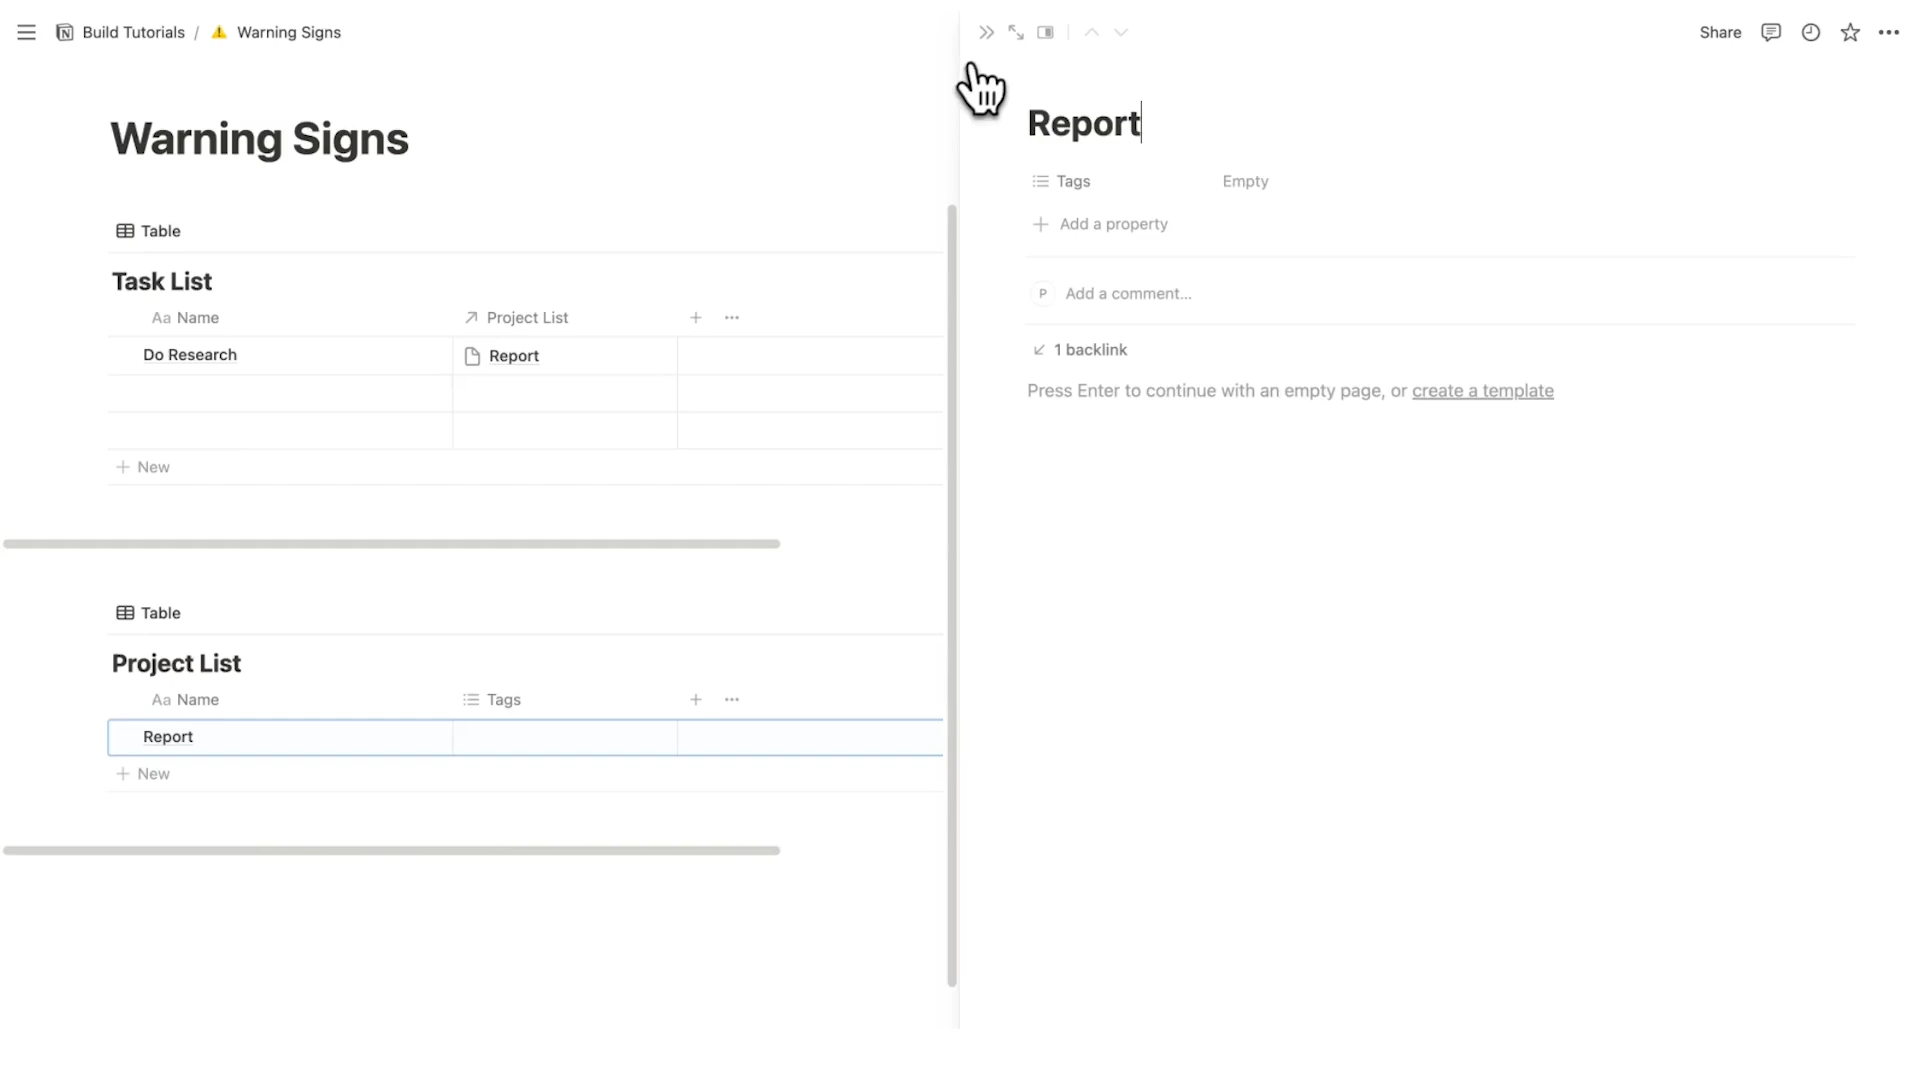 Build Tutorials / Warning Signs
Share
Warning Signs
Table
Task List
Aa Name
Project List
Do Research
Report
New
Table
Project List
Aa Name
Tags
Report
New
Report
Tags
Empty
Add a property
P
Add a comment...
1 backlink
Press Enter to continue with an empty page, or create a template